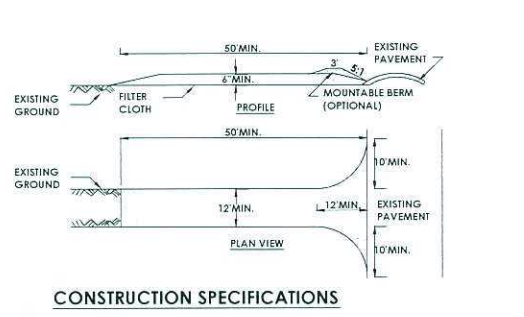 50'MIN.
EXISTING
PAVEMENT
3'
5:1
6"MIN.
EXISTING
GROUND
FILTER
CLOTH
PROFILE
MOUNTABLE BERM
(OPTIONAL)
50'MIN.
10'MIN.
EXISTING
GROUND
12'MIN.
12'MIN.
EXISTING
PAVEMENT
PLAN VIEW
10'MIN.
CONSTRUCTION SPECIFICATIONS